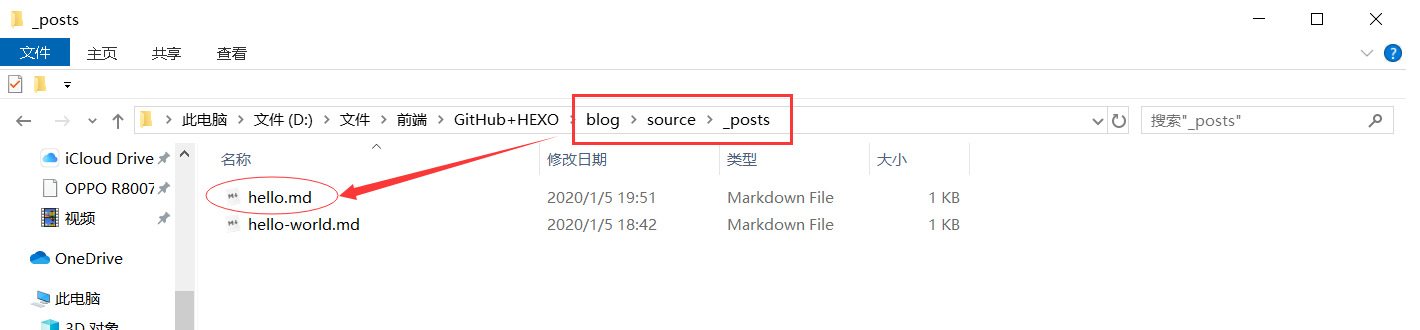 _posts
文件 主页 共享 查看
此电脑 文件 (D:) 文件 前端 GitHub+HEXO blog source _posts 搜索"_posts"
名称 修改日期 类型 大小
iCloud Drive
OPPO R8007
视频
OneDrive
此电脑
3D 对象
hello.md 2020/1/5 19:51 Markdown File 1 KB
hello-world.md 2020/1/5 18:42 Markdown File 1 KB